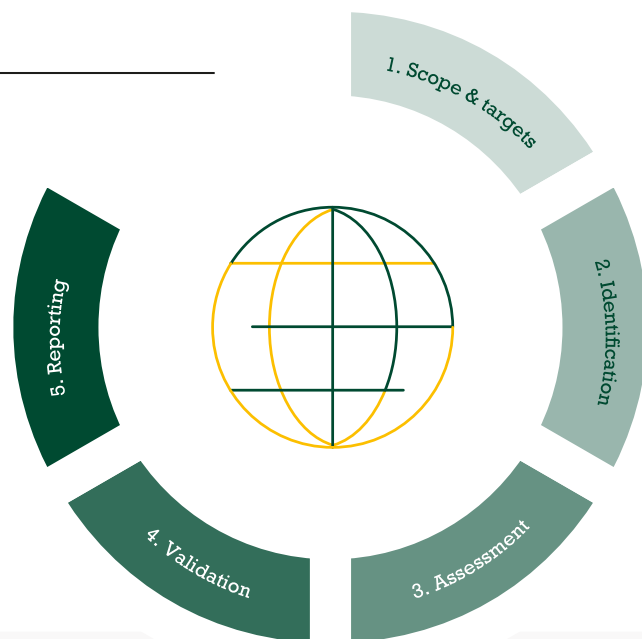 1. Scope & targets
2. Identification
3. Assessment
4. Validation
5. Reporting